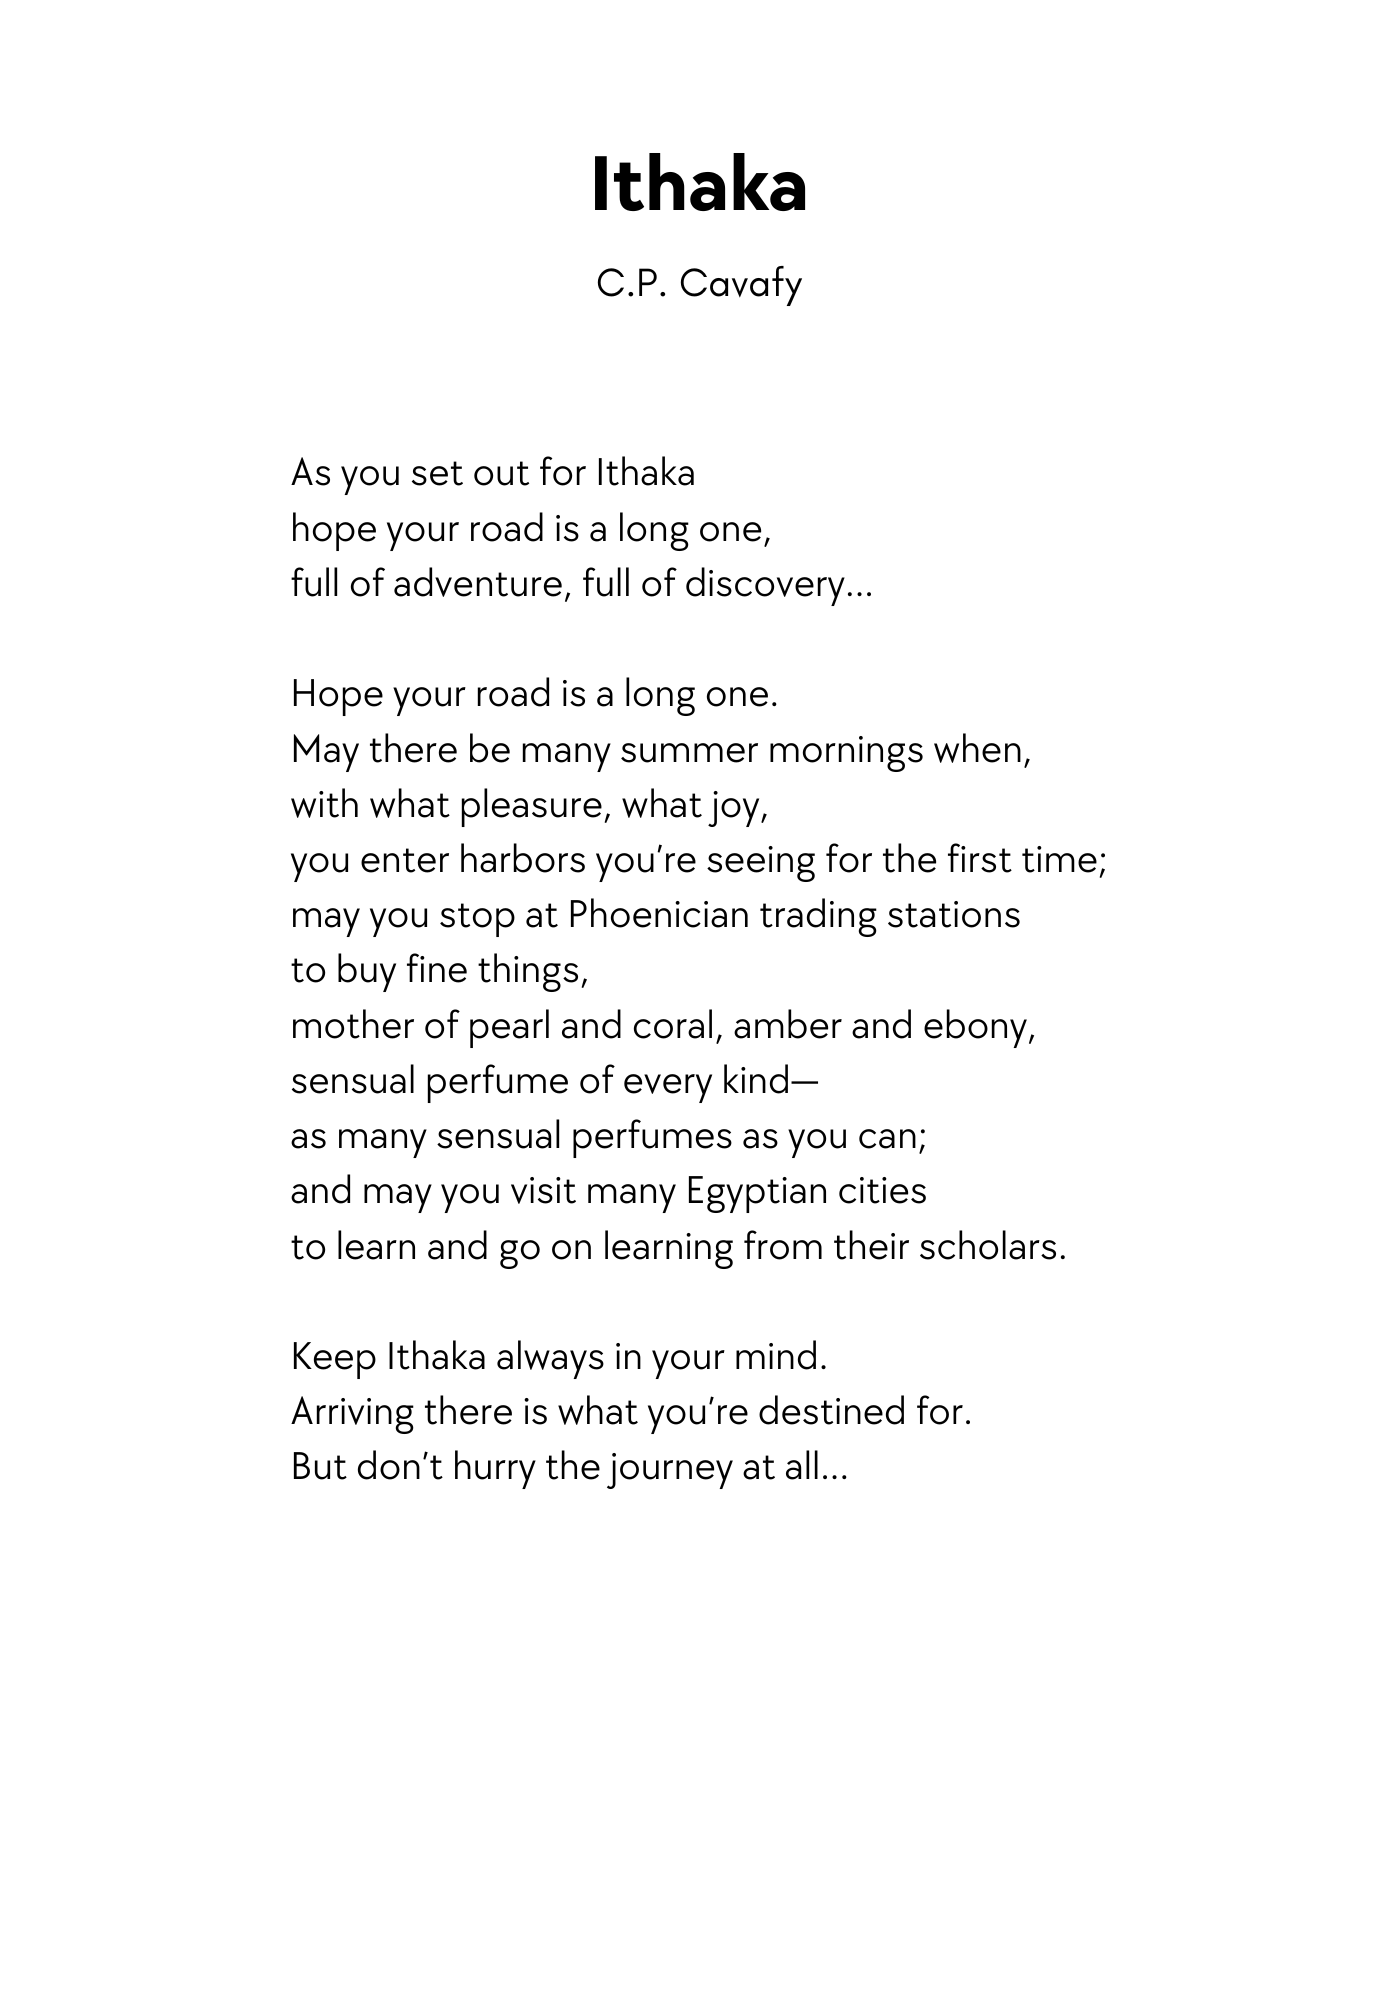 Ithaka
C.P. Cavafy
As you set out for Ithaka
hope your road is a long one,
full of adventure, full of discovery...
Hope your road is a long one.
May there be many summer mornings when,
with what pleasure, what joy,
you enter harbors you’re seeing for the first time;
may you stop at Phoenician trading stations
to buy fine things,
mother of pearl and coral, amber and ebony,
sensual perfume of every kind—
as many sensual perfumes as you can;
and may you visit many Egyptian cities
to learn and go on learning from their scholars.
Keep Ithaka always in your mind.
Arriving there is what you’re destined for.
But don’t hurry the journey at all...